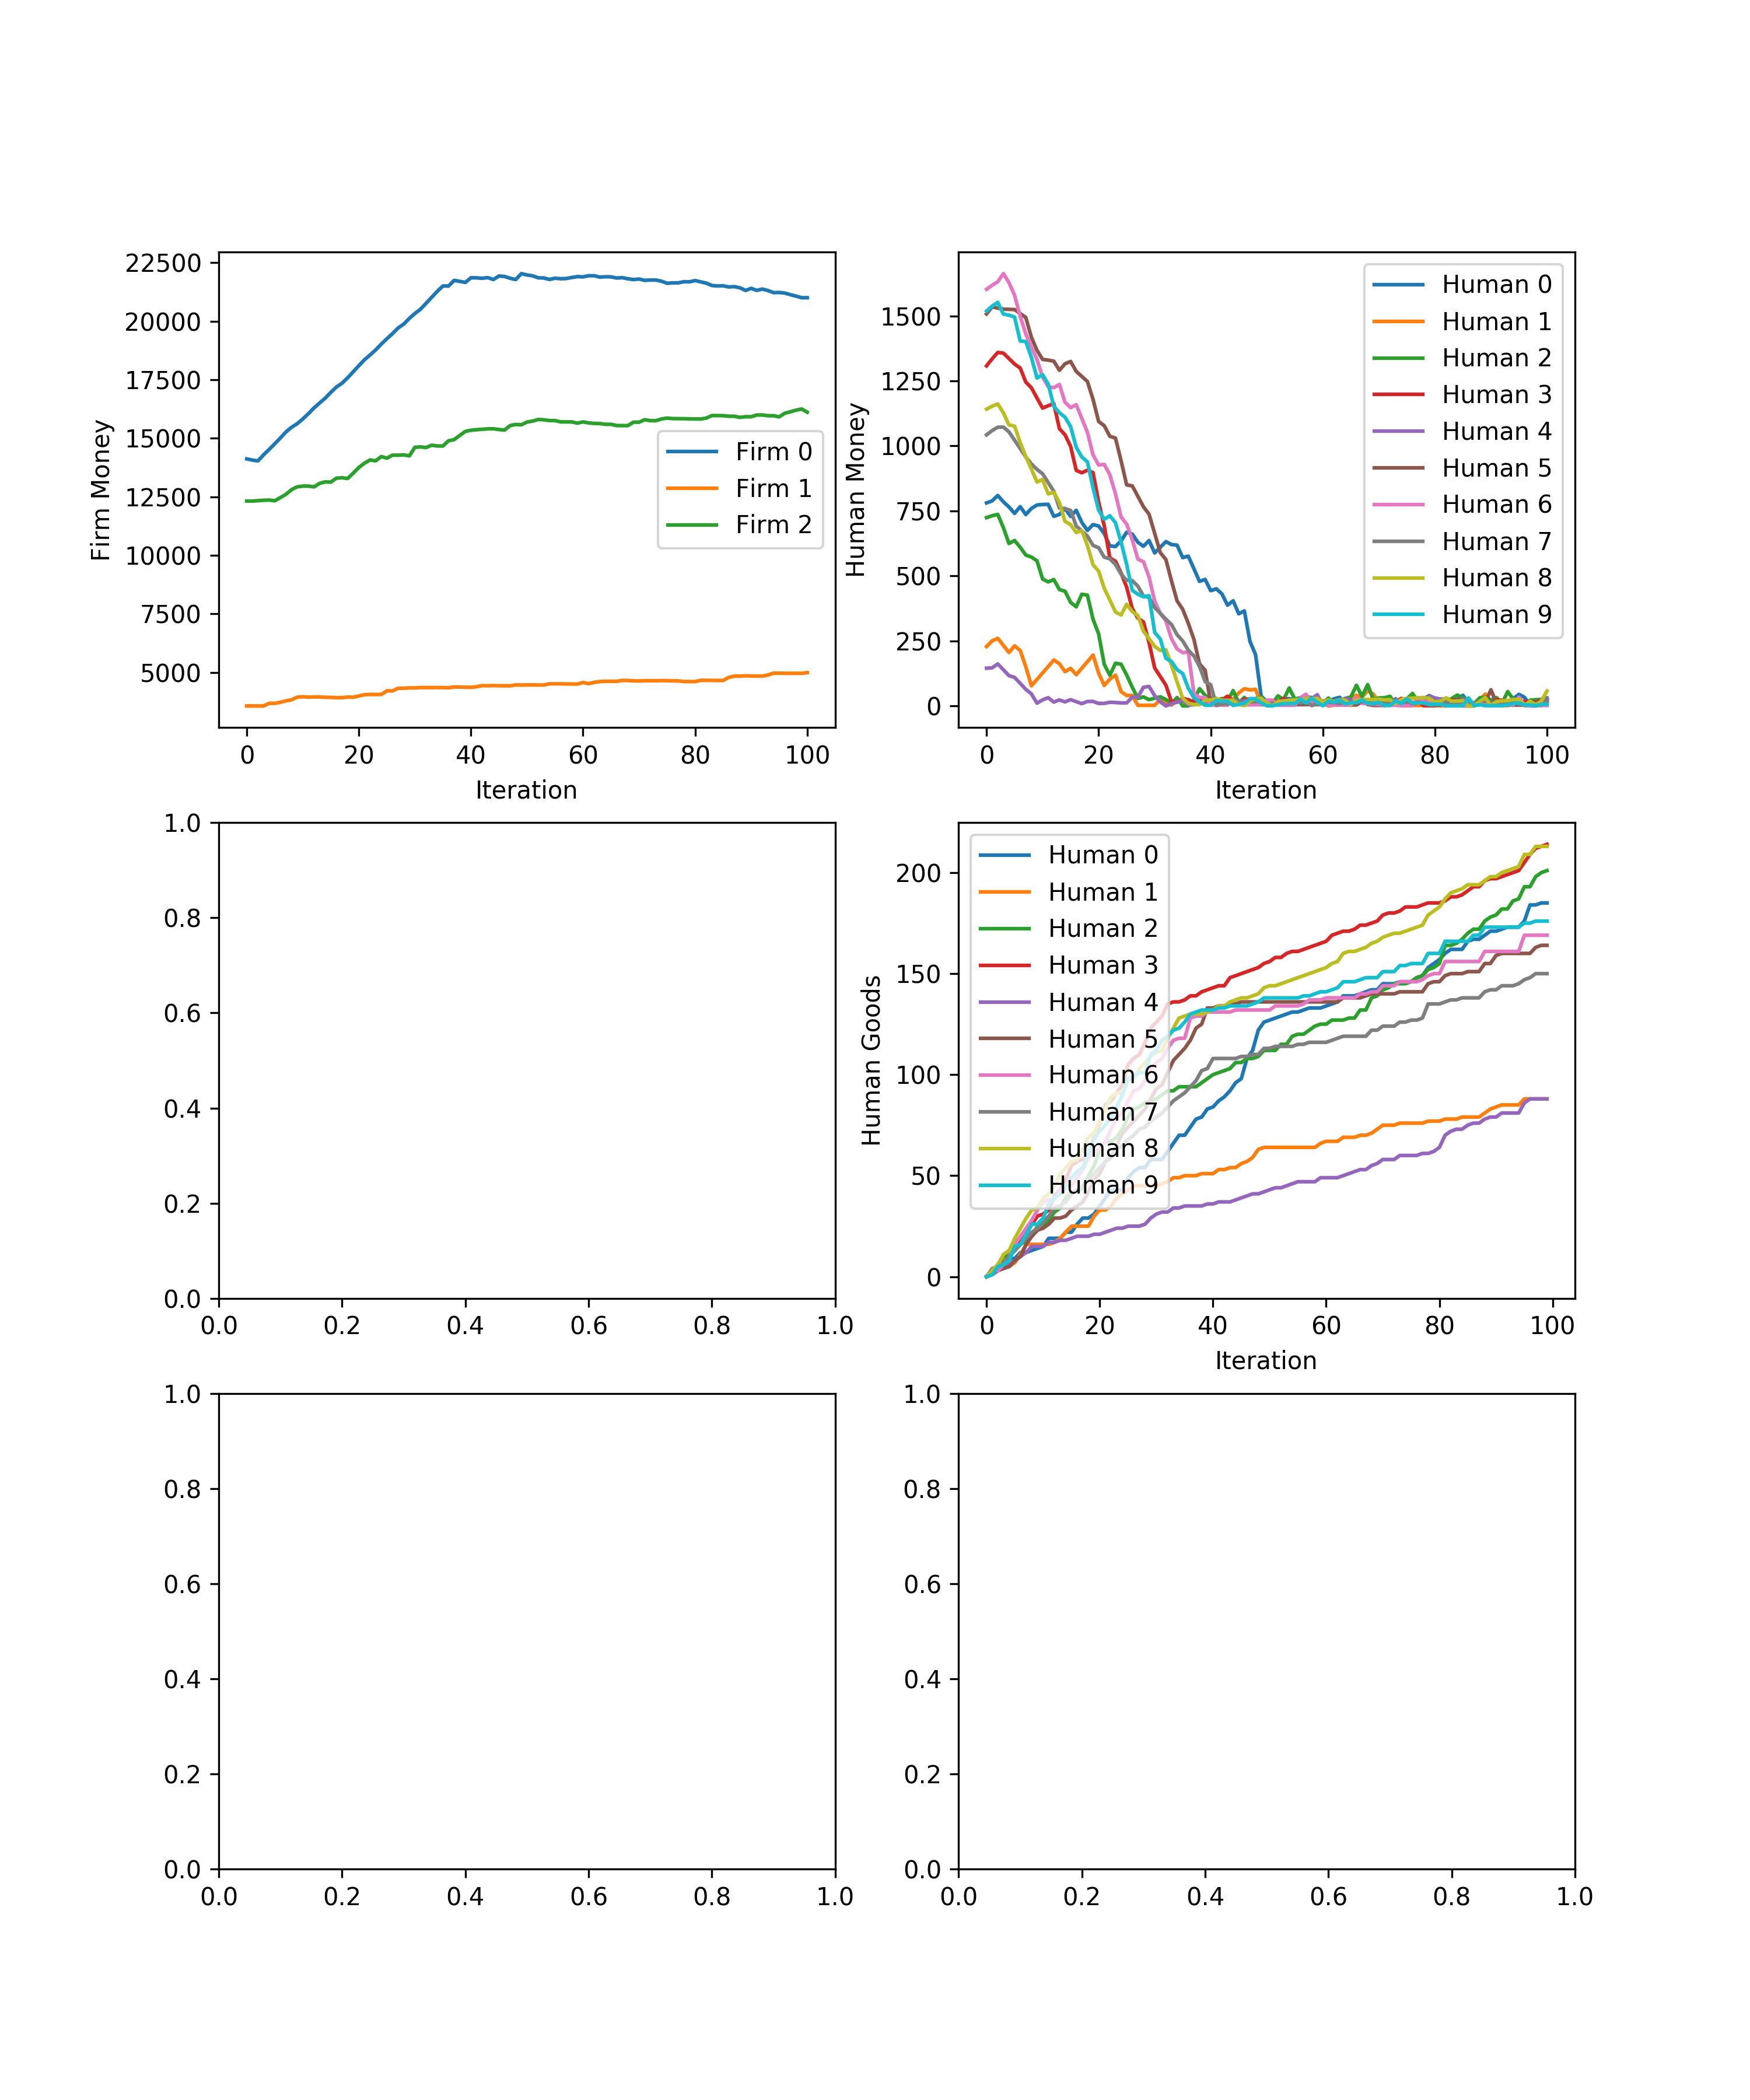 Firm Money
22500
20000
17500
15000
12500
10000
7500
5000
0 20 40 60 80 100
Iteration
Firm 0
Firm 1
Firm 2
Human Money
1500
1250
1000
750
500
250
0
0 20 40 60 80 100
Iteration
Human 0
Human 1
Human 2
Human 3
Human 4
Human 5
Human 6
Human 7
Human 8
Human 9
1.0
0.8
0.6
0.4
0.2
0.0
0.0 0.2 0.4 0.6 0.8 1.0
Human Goods
200
150
100
50
0
0 20 40 60 80 100
Iteration
Human 0
Human 1
Human 2
Human 3
Human 4
Human 5
Human 6
Human 7
Human 8
Human 9
1.0
0.8
0.6
0.4
0.2
0.0
0.0 0.2 0.4 0.6 0.8 1.0
1.0
0.8
0.6
0.4
0.2
0.0
0.0 0.2 0.4 0.6 0.8 1.0